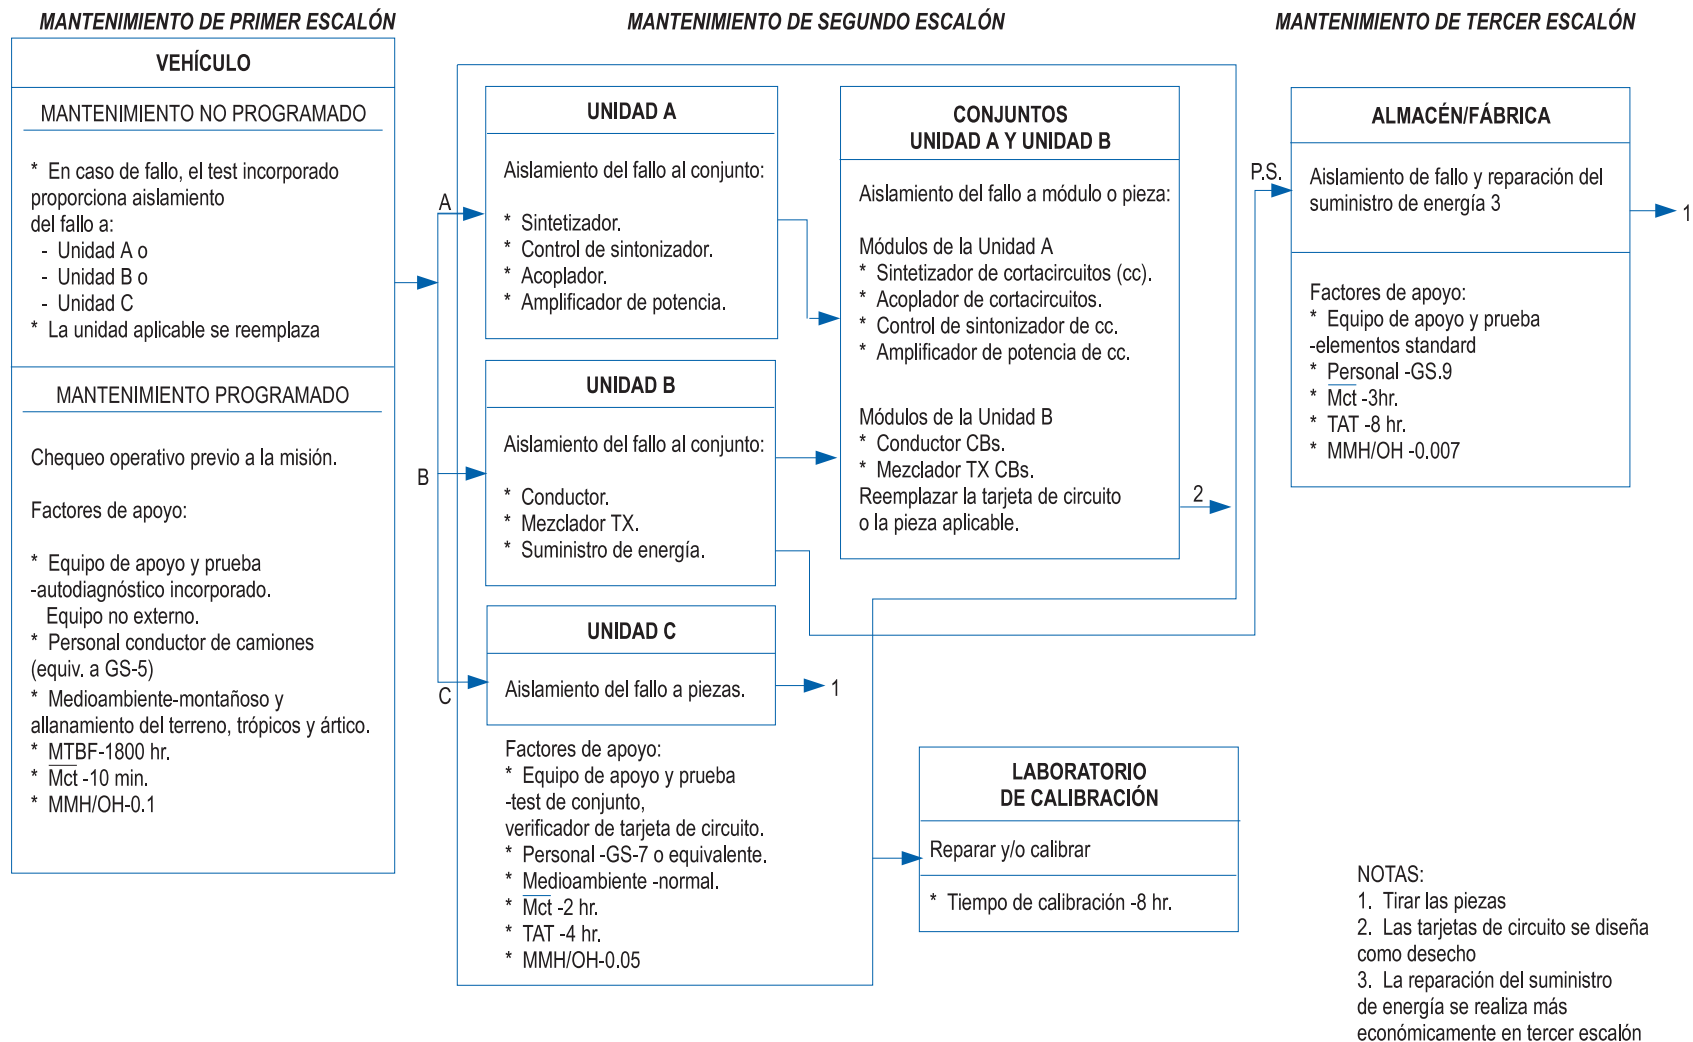 MANTENIMIENTO DE PRIMER ESCALÓN
VEHÍCULO
MANTENIMIENTO NO PROGRAMADO
* En caso de fallo, el test incorporado
proporciona aislamiento
del fallo a:
- Unidad A o
- Unidad B o
- Unidad C
* La unidad aplicable se reemplaza
MANTENIMIENTO PROGRAMADO
Chequeo operativo previo a la misión.
Factores de apoyo:
* Equipo de apoyo y prueba
-autodiagnóstico incorporado.
Equipo no externo.
* Personal conductor de camiones
(equiv. a GS-5)
* Medioambiente-montañoso y
allanamiento del terreno, trópicos y ártico.
* MTBF-1800 hr.
* Mct -10 min.
* MMH/OH-0.1
MANTENIMIENTO DE SEGUNDO ESCALÓN
A
B
C
UNIDAD A
Aislamiento del fallo al conjunto:
* Sintetizador.
* Control de sintonizador.
* Acoplador.
* Amplificador de potencia.
UNIDAD B
Aislamiento del fallo al conjunto:
* Conductor.
* Mezclador TX.
* Suministro de energía.
UNIDAD C
Aislamiento del fallo a piezas.
1
Factores de apoyo:
* Equipo de apoyo y prueba
-test de conjunto,
verificador de tarjeta de circuito.
* Personal -GS-7 o equivalente.
* Medioambiente -normal.
* Mct -2 hr.
* TAT -4 hr.
* MMH/OH-0.05
CONJUNTOS
UNIDAD A Y UNIDAD B
Aislamiento del fallo a módulo o pieza:
Módulos de la Unidad A
* Sintetizador de cortacircuitos (cc).
* Acoplador de cortacircuitos.
* Control de sintonizador de cc.
* Amplificador de potencia de cc.
Módulos de la Unidad B
* Conductor CBs.
* Mezclador TX CBs.
Reemplazar la tarjeta de circuito
o la pieza aplicable.
2
LABORATORIO
DE CALIBRACIÓN
Reparar y/o calibrar
* Tiempo de calibración -8 hr.
MANTENIMIENTO DE TERCER ESCALÓN
P.S.
ALMACÉN/FÁBRICA
Aislamiento de fallo y reparación del
suministro de energía 3
1
Factores de apoyo:
* Equipo de apoyo y prueba
-elementos standard
* Personal -GS.9
* Mct -3hr.
* TAT -8 hr.
* MMH/OH -0.007
NOTAS:
1. Tirar las piezas
2. Las tarjetas de circuito se diseña
como desecho
3. La reparación del suministro
de energía se realiza más
económicamente en tercer escalón